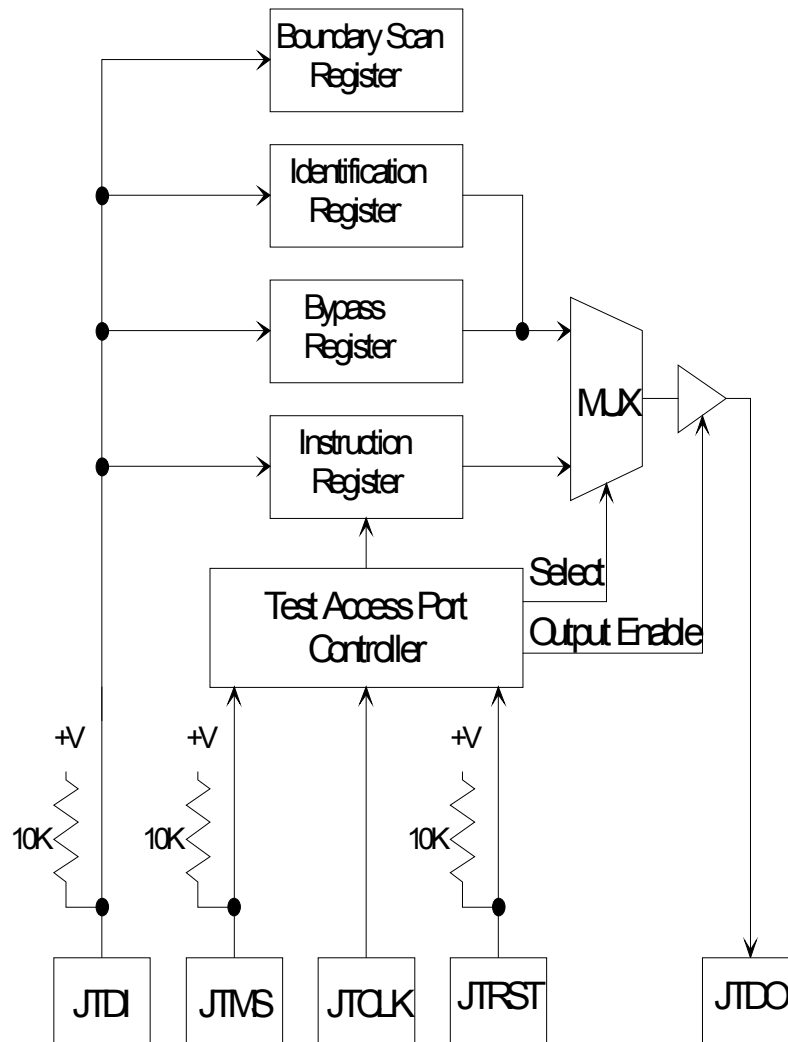 Boundary Scan
Register
Identification
Register
Bypass
Register
Instruction
Register
MUX
Select
Test Access Port
Controller
Output Enable
+V
+V
+V
10K
10K
10K
JTDI
JTMS
JTCLK
JTRST
JTDO